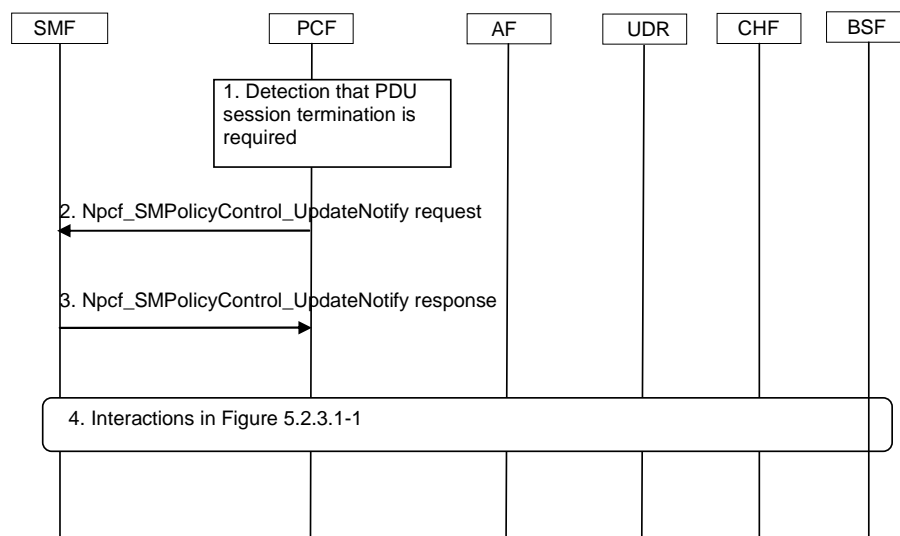 SMF PCF AF UDR CHF BSF
1. Detection that PDU
session termination is
required
2. Npcf_SMPolicyControl_UpdateNotify request
3. Npcf_SMPolicyControl_UpdateNotify response
4. Interactions in Figure 5.2.3.1-1